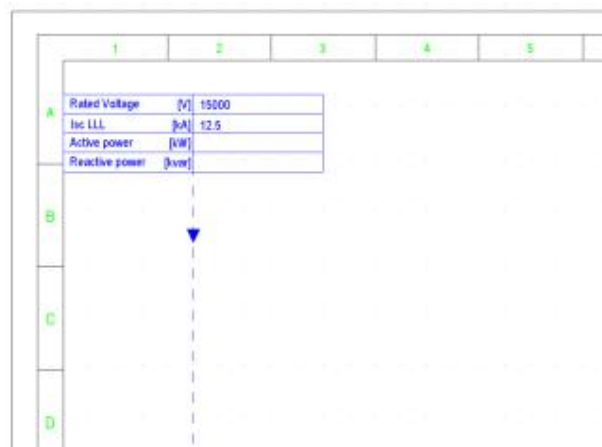 1 2 3 4 5
A
Rated Voltage [V] 15000
Isc LLL [kA] 12.5
Active power [kW]
Reactive power [kvar]
B
C
D